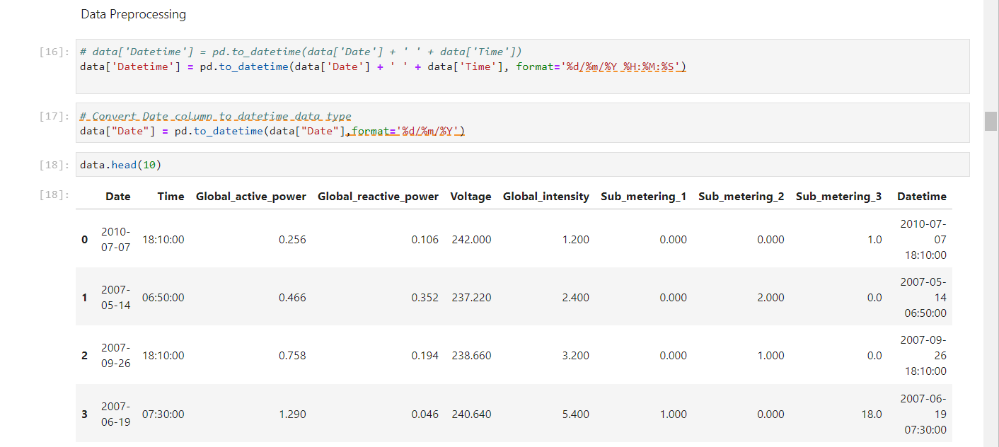 Data Preprocessing
[16]: # data['Datetime'] = pd.to_datetime(data['Date'] + ' ' + data['Time'])
data['Datetime'] = pd.to_datetime(data['Date'] + ' ' + data['Time'], format='%d/%m/%Y %H:%M:%S')
[17]: # Convert Date column to datetime data type
data["Date"] = pd.to_datetime(data["Date"],format='%d/%m/%Y')
[18]: data.head(10)
[18]: Date Time Global_active_power Global_reactive_power Voltage Global_intensity Sub_metering_1 Sub_metering_2 Sub_metering_3 Datetime
0 2010-07-07 18:10:00 0.256 0.106 242.000 1.200 0.000 0.000 1.0 2010-07-07 18:10:00
1 2007-05-14 06:50:00 0.466 0.352 237.220 2.400 0.000 2.000 0.0 2007-05-14 06:50:00
2 2007-09-26 18:10:00 0.758 0.194 238.660 3.200 0.000 1.000 0.0 2007-09-26 18:10:00
3 2007-06-19 07:30:00 1.290 0.046 240.640 5.400 1.000 0.000 18.0 2007-06-19 07:30:00